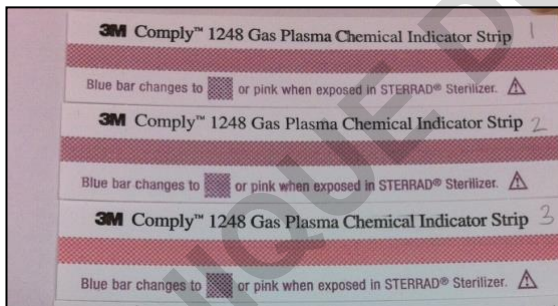 3M Comply™ 1248 Gas Plasma Chemical Indicator Strip 1
Blue bar changes to or pink when exposed in STERRAD® Sterilizer.
3M Comply™ 1248 Gas Plasma Chemical Indicator Strip 2
Blue bar changes to or pink when exposed in STERRAD® Sterilizer.
3M Comply™ 1248 Gas Plasma Chemical Indicator Strip 3
Blue bar changes to or pink when exposed in STERRAD® Sterilizer.